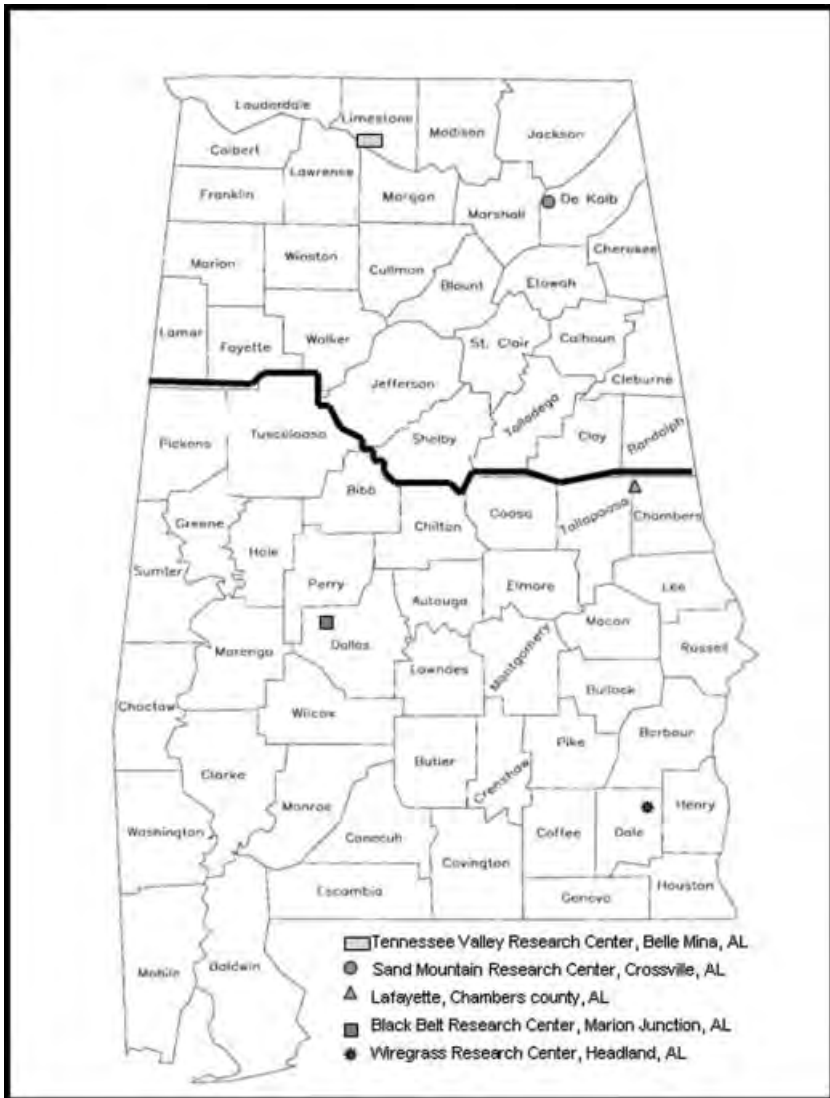 Lauderdale
Limestone
Madison
Jackson
Colbert
Lawrense
Franklin
Morgan
Marshall
De Kalb
Cherokee
Marion
Winston
Cullman
Blount
Etowah
Lamar
Fayette
Walker
St. Clair
Calhoun
Jefferson
Cleburne
Talladega
Shelby
Clay
Randolph
Pickens
Tuscaloosa
Bibb
Chilton
Coosa
Tallapoosa
Chambers
Greene
Hale
Sumter
Perry
Autauga
Elmore
Lee
Macon
Marengo
Dallas
Lowndes
Montgomery
Russell
Bullock
Choctaw
Wilcox
Barbour
Pike
Butler
Crenshaw
Clarke
Monroe
Henry
Washington
Conecuh
Coffee
Dale
Covington
Escambia
Geneva
Houston
Mobile
Baldwin
Tennessee Valley Research Center, Belle Mina, AL
Sand Mountain Research Center, Crossville, AL
Lafayette, Chambers county, AL
Black Belt Research Center, Marion Junction, AL
Wiregrass Research Center, Headland, AL